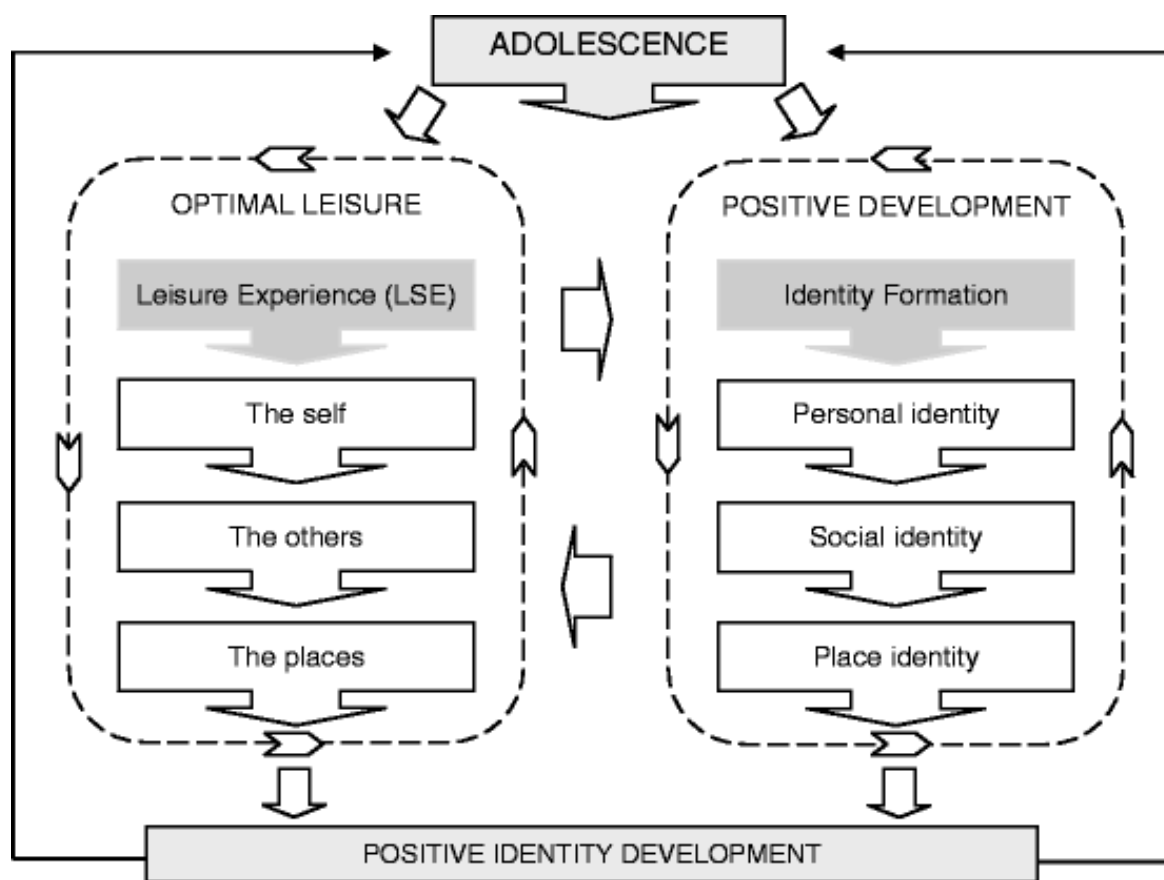 ADOLESCENCE
OPTIMAL LEISURE
Leisure Experience (LSE)
The self
The others
The places
POSITIVE DEVELOPMENT
Identity Formation
Personal identity
Social identity
Place identity
POSITIVE IDENTITY DEVELOPMENT